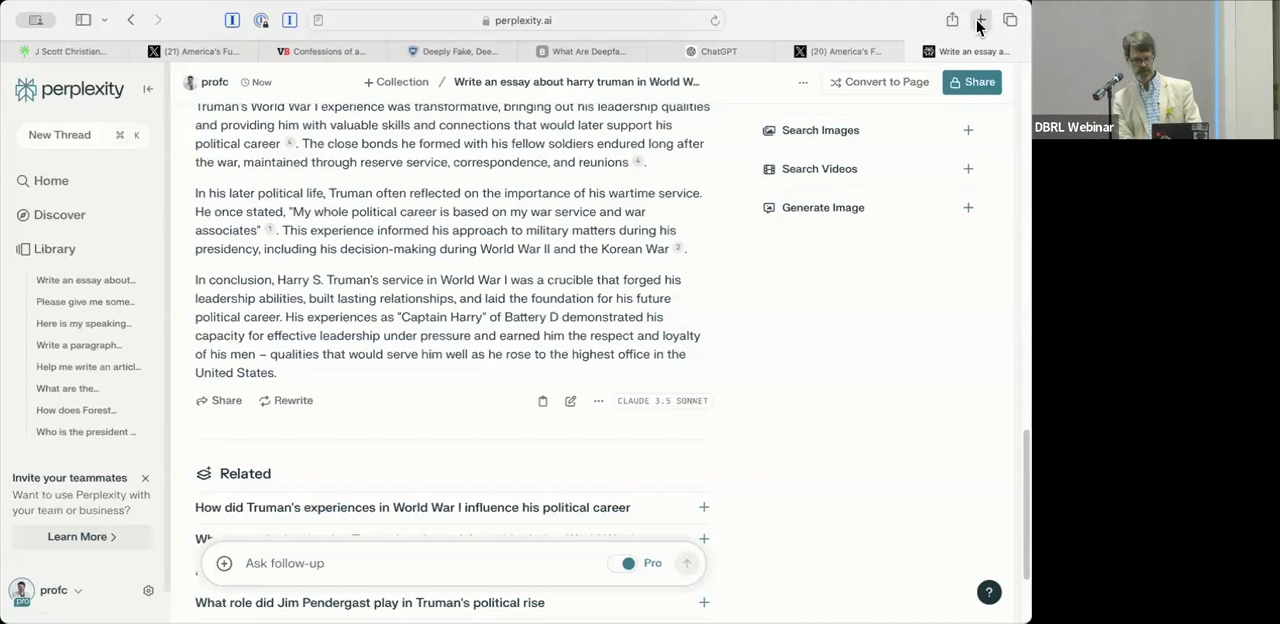 perplexity.ai
J Scott Christian...
(21) America's Fu...
Confessions of a...
Deeply Fake, Dee...
What Are Deepfa...
ChatGPT
(20) America's F...
Write an essay a...
perplexity
profc
Now
Collection / Write an essay about harry truman in World W...
Convert to Page
Share
New Thread
⌘ K
Home
Discover
Library
Write an essay about...
Please give me some...
Here is my speaking...
Write a paragraph...
Help me write an articl...
What are the...
How does Forest...
Who is the president ...
Invite your teammates
Want to use Perplexity with
your team or business?
Learn More
profc
pro
Truman's World War I experience was transformative, bringing out his leadership qualities
and providing him with valuable skills and connections that would later support his
political career 4. The close bonds he formed with his fellow soldiers endured long after
the war, maintained through reserve service, correspondence, and reunions 4.
In his later political life, Truman often reflected on the importance of his wartime service.
He once stated, "My whole political career is based on my war service and war
associates" 1. This experience informed his approach to military matters during his
presidency, including his decision-making during World War II and the Korean War 2.
In conclusion, Harry S. Truman's service in World War I was a crucible that forged his
leadership abilities, built lasting relationships, and laid the foundation for his future
political career. His experiences as "Captain Harry" of Battery D demonstrated his
capacity for effective leadership under pressure and earned him the respect and loyalty
of his men – qualities that would serve him well as he rose to the highest office in the
United States.
Share
Rewrite
CLAUDE 3.5 SONNET
Related
How did Truman's experiences in World War I influence his political career
Ask follow-up
Pro
What role did Jim Pendergast play in Truman's political rise
Search Images
Search Videos
Generate Image
?
DBRL Webinar